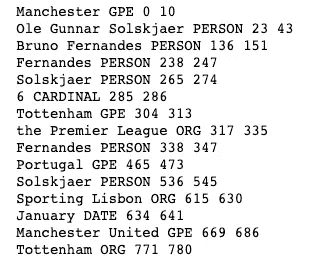 Manchester GPE 0 10
Ole Gunnar Solskjaer PERSON 23 43
Bruno Fernandes PERSON 136 151
Fernandes PERSON 238 247
Solskjaer PERSON 265 274
6 CARDINAL 285 286
Tottenham GPE 304 313
the Premier League ORG 317 335
Fernandes PERSON 338 347
Portugal GPE 465 473
Solskjaer PERSON 536 545
Sporting Lisbon ORG 615 630
January DATE 634 641
Manchester United GPE 669 686
Tottenham ORG 771 780